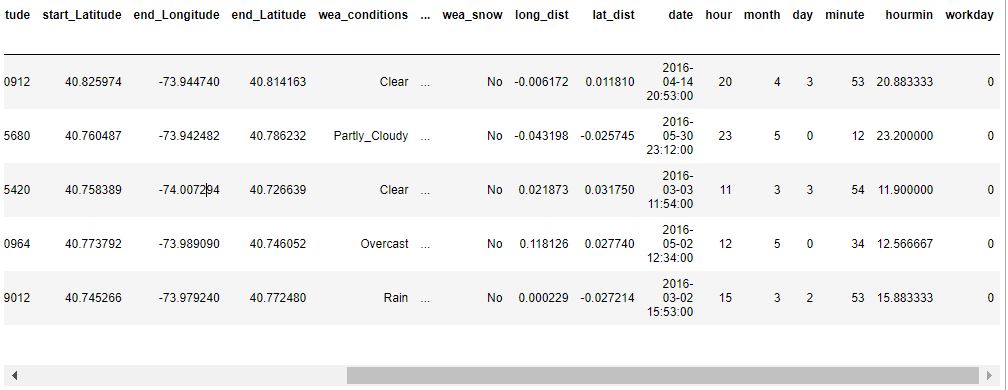 tude start_Latitude end_Longitude end_Latitude wea_conditions ... wea_snow long_dist lat_dist date hour month day minute hourmin workday
0912 40.825974 -73.944740 40.814163 Clear ... No -0.006172 0.011810 2016-04-14 20:53:00 20 4 3 53 20.883333 0
5680 40.760487 -73.942482 40.786232 Partly_Cloudy ... No -0.043198 -0.025745 2016-05-30 23:12:00 23 5 0 12 23.200000 0
5420 40.758389 -74.007294 40.726639 Clear ... No 0.021873 0.031750 2016-03-03 11:54:00 11 3 3 54 11.900000 0
0964 40.773792 -73.989090 40.746052 Overcast ... No 0.118126 0.027740 2016-05-02 12:34:00 12 5 0 34 12.566667 0
9012 40.745266 -73.979240 40.772480 Rain ... No 0.000229 -0.027214 2016-03-02 15:53:00 15 3 2 53 15.883333 0